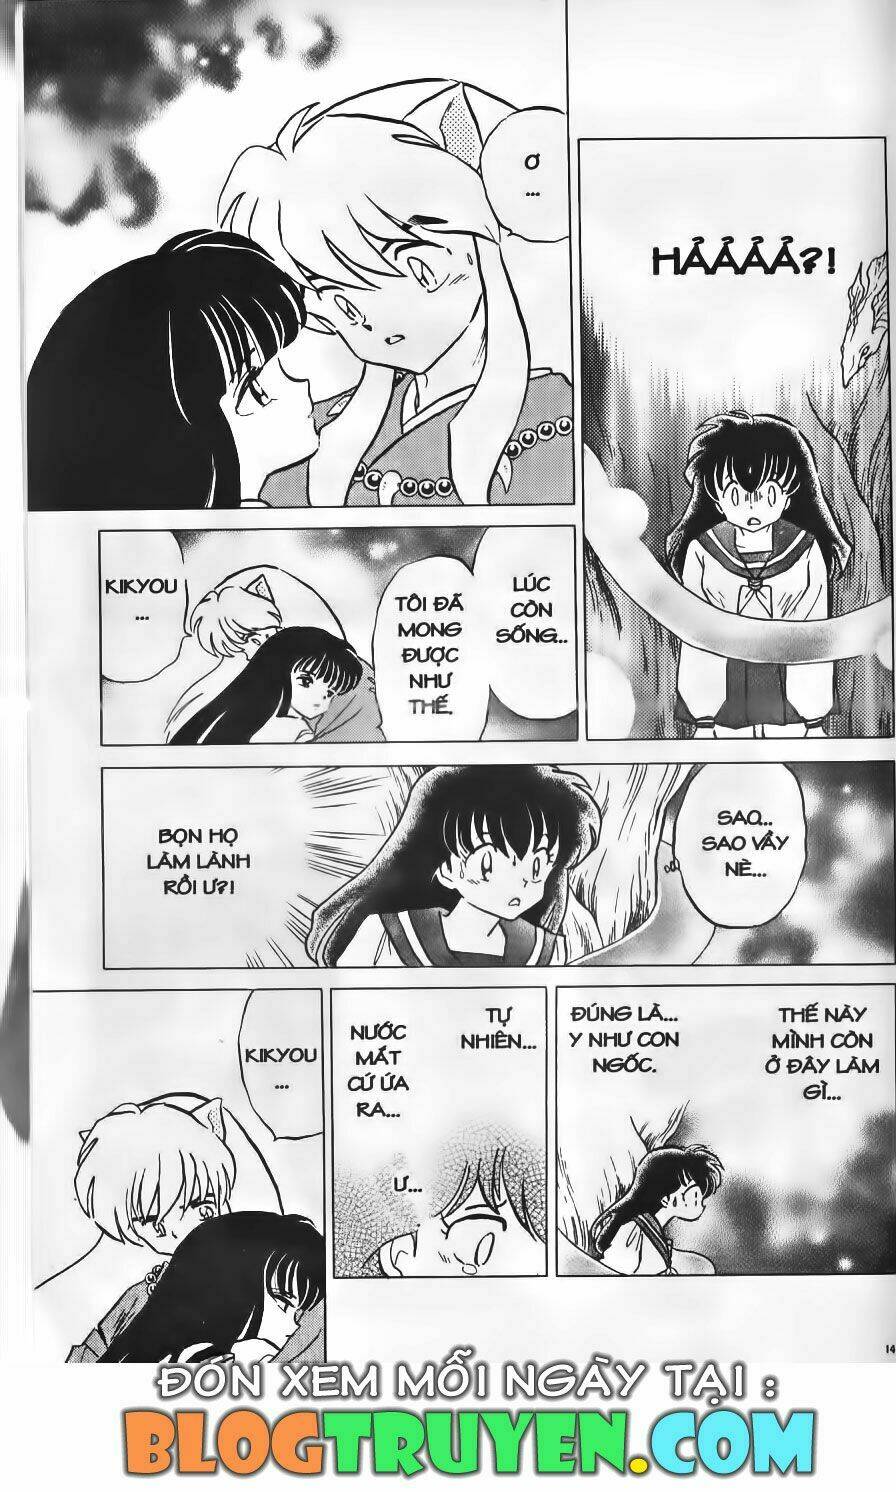 HẢẢẢẢ?!
Ơ
...
LÚC
CÒN
SỐNG...
TÔI ĐÃ
MONG
ĐƯỢC
NHƯ
THẾ.
KIKYOU
...
SAO...
SAO VẦY
NÈ...
BỌN HỌ
LÀM LÀNH
RỒI Ư?!
THẾ NÀY
MÌNH CÒN
Ở ĐÂY LÀM
GÌ...
ĐÚNG LÀ...
Y NHƯ CON
NGỐC.
TỰ
NHIÊN...
NƯỚC
MẮT
CỨ ỨA
RA...
Ư...
KIKYOU
...
14
ĐÓN XEM MỖI NGÀY TẠI :
BLOGTRUYEN.COM